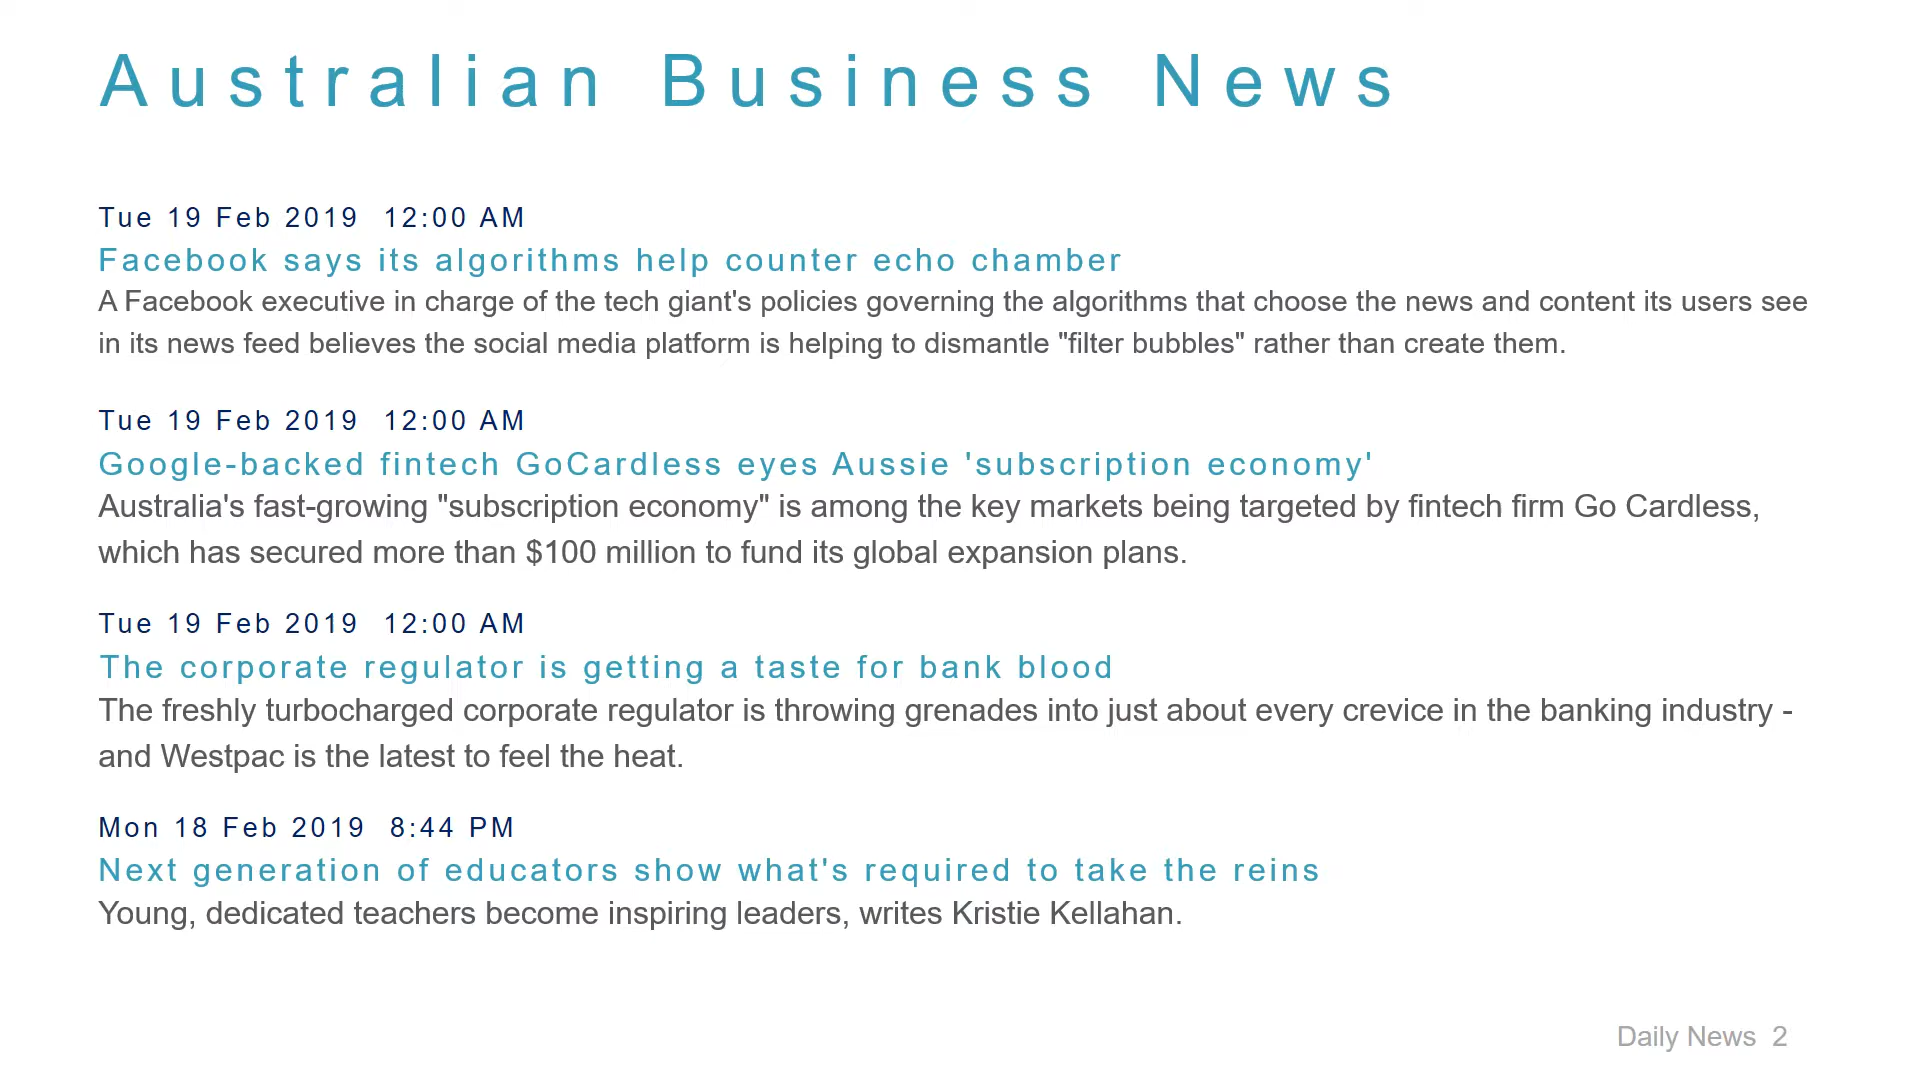 Australian Business News
Tue 19 Feb 2019  12:00 AM
Facebook says its algorithms help counter echo chamber
A Facebook executive in charge of the tech giant's policies governing the algorithms that choose the news and content its users see
in its news feed believes the social media platform is helping to dismantle "filter bubbles" rather than create them.
Tue 19 Feb 2019  12:00 AM
Google-backed fintech GoCardless eyes Aussie 'subscription economy'
Australia's fast-growing "subscription economy" is among the key markets being targeted by fintech firm Go Cardless,
which has secured more than $100 million to fund its global expansion plans.
Tue 19 Feb 2019  12:00 AM
The corporate regulator is getting a taste for bank blood
The freshly turbocharged corporate regulator is throwing grenades into just about every crevice in the banking industry -
and Westpac is the latest to feel the heat.
Mon 18 Feb 2019  8:44 PM
Next generation of educators show what's required to take the reins
Young, dedicated teachers become inspiring leaders, writes Kristie Kellahan.
Daily News  2